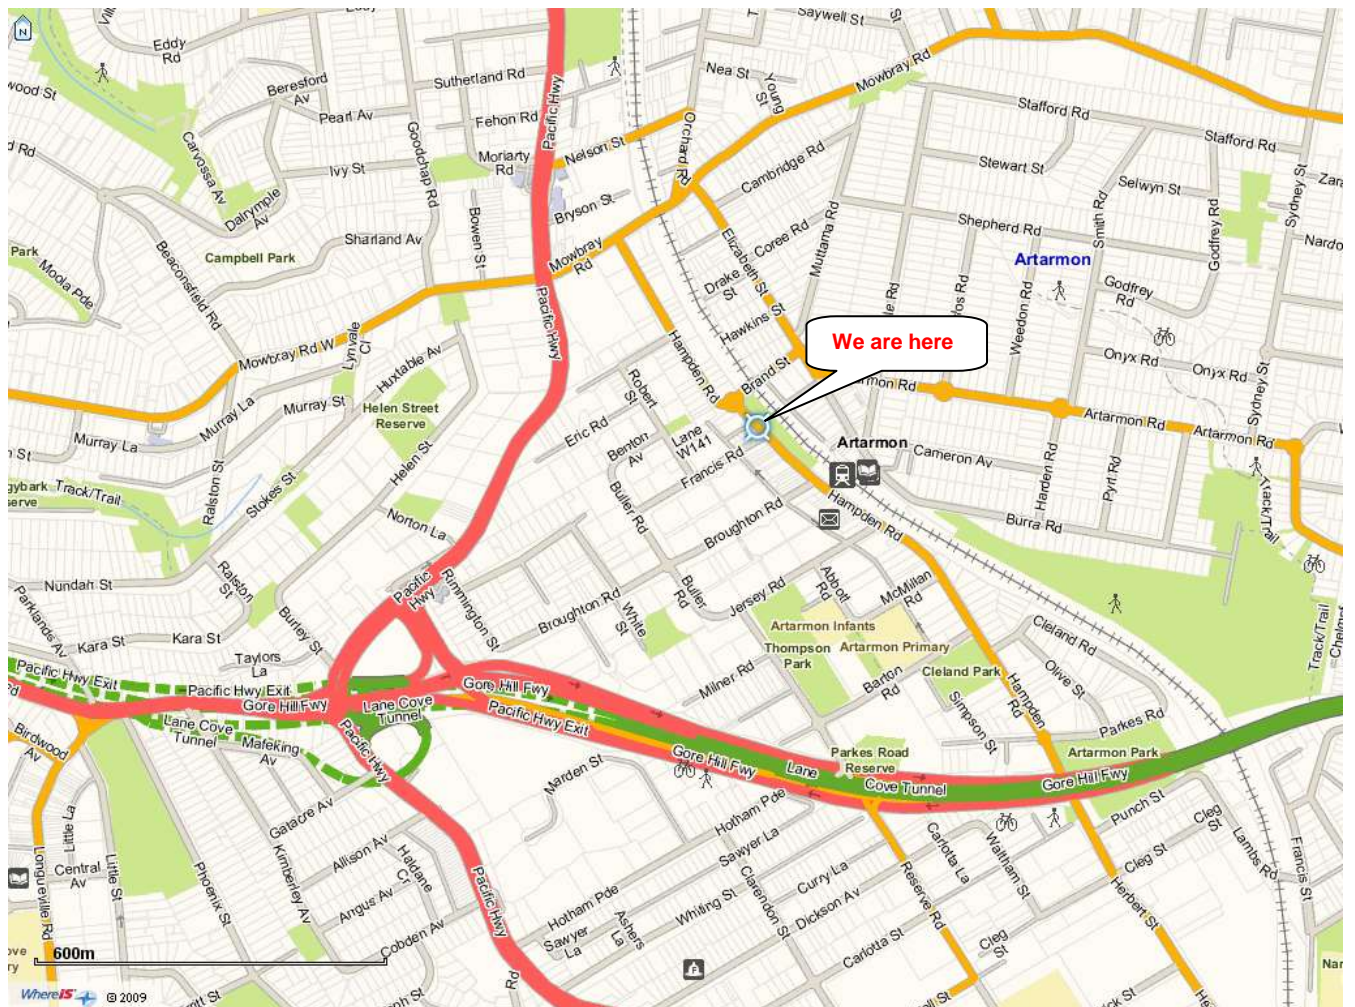 N
Eddy
Rd
Beresford
Av
Pearl Av
Sutherland Rd
Fehon Rd
Moriarty
Rd
Nelson St
Pacific Hwy
Pacific Hwy
Goodchap Rd
Ivy St
Carvossa Av
Dalrymple
Av
Bryson St
Bowen St
Sharland Av
Campbell Park
Beaconsfield Rd
Park
Moola Pde
wood St
d Rd
Saywell St
Nea St
Young
St
Mowbray Rd
Orchard Rd
Stafford Rd
Stafford Rd
Stewart St
Selwyn St
Sydney St
Cambridge Rd
Shepherd Rd
Smith Rd
Godfrey Rd
Nardo
Elizabeth St
Coree Rd
Drake
St
Muttama Rd
Hawkins St
Artarmon
Godfrey
Rd
Weedon Rd
Mowbray
Rd
Pacific Hwy
Mowbray Rd W
Lynvale
Cl
Huxtable Av
Hampden Rd
Brand St
We are here
armon Rd
Onyx Rd
Onyx Rd
Sydney St
Murray La
Murray St
Murray La
Helen Street
Reserve
Robert
St
Eric Rd
Benton
Av
Lane
W141
Francis Rd
Artarmon
Cameron Av
Artarmon Rd
Artarmon Rd
Harden Rd
Pyrl Rd
Burra Rd
n St
gybark
serve
Track/Trail
Ralston St
Stokes St
Helen St
Norton La
Buller Rd
Broughton Rd
Hampden Rd
Track/Trail
Nundah St
Ralston
St
Pacific
Hwy
Rimmington St
Broughton Rd
White
St
Buller
Rd
Jersey Rd
Abbott
Rd
McMillan
Rd
Parklands Av
Kara St
Kara St
Burley St
Taylors
La
Artarmon Infants
Thompson
Park
Artarmon Primary
Cleland Rd
Cleland Park
Olive St
Track/Trail
Pacific Hwy Exit
Pacific Hwy Exit
Gore Hill Fwy
Lane Cove
Tunnel
Gore Hill Fwy
Milner Rd
Barton
Rd
Simpson St
Hampden
Rd
Parkes Rd
Rd
Birdwood
Av
Lane Cove
Tunnel
Mafeking
Av
Pacific Hwy
Pacific Hwy Exit
Gore Hill Fwy
Lane
Cove Tunnel
Parkes Road
Reserve
Artarmon Park
Gore Hill Fwy
Marden St
Hotham Pde
Punch St
Cleg
St
Gatacre Av
Little La
Sawyer La
Carlotta La
Waltham St
Cleg St
Lambs Rd
Francis St
Allison Av
Haldane
Cr
Curry La
Central
Av
Little St
Longueville Rd
Phoenix St
Kimberley Av
Angus Av
Pacific Hwy
Hotham Pde
Whiting St
Clarendon St
Dickson Av
Reserve Rd
Herbert St
Cobden Av
Sawyer
La
Ashers
La
Carlotta St
Cleg
St
Nar
600m
Rd
WhereiS
© 2009